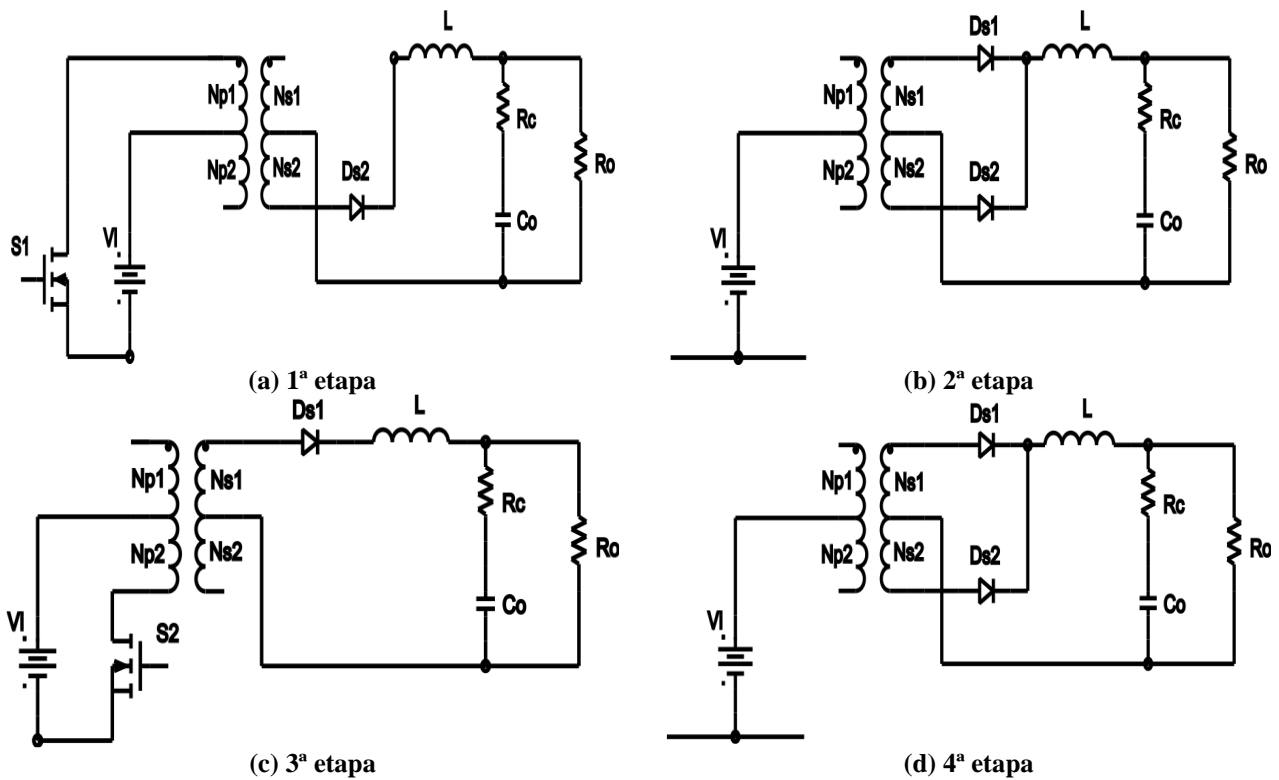 L
Np1
Ns1
Rc
Np2
Ns2
Ds2
Ro
Co
S1
VI
(a) 1ª etapa
Ds1
L
Np1
Ns1
Rc
Np2
Ns2
Ds2
Ro
Co
VI
(b) 2ª etapa
Ds1
L
Np1
Ns1
Rc
Np2
Ns2
Ro
Co
VI
S2
(c) 3ª etapa
Ds1
L
Np1
Ns1
Rc
Np2
Ns2
Ds2
Ro
Co
VI
(d) 4ª etapa